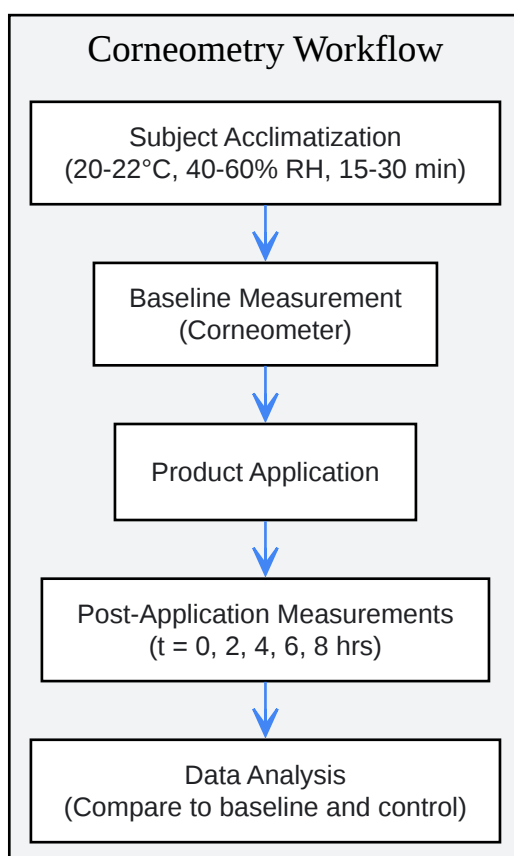 Corneometry Workflow
Subject Acclimatization
(20-22°C, 40-60% RH, 15-30 min)
Baseline Measurement
(Corneometer)
Product Application
Post-Application Measurements
(t = 0, 2, 4, 6, 8 hrs)
Data Analysis
(Compare to baseline and control)